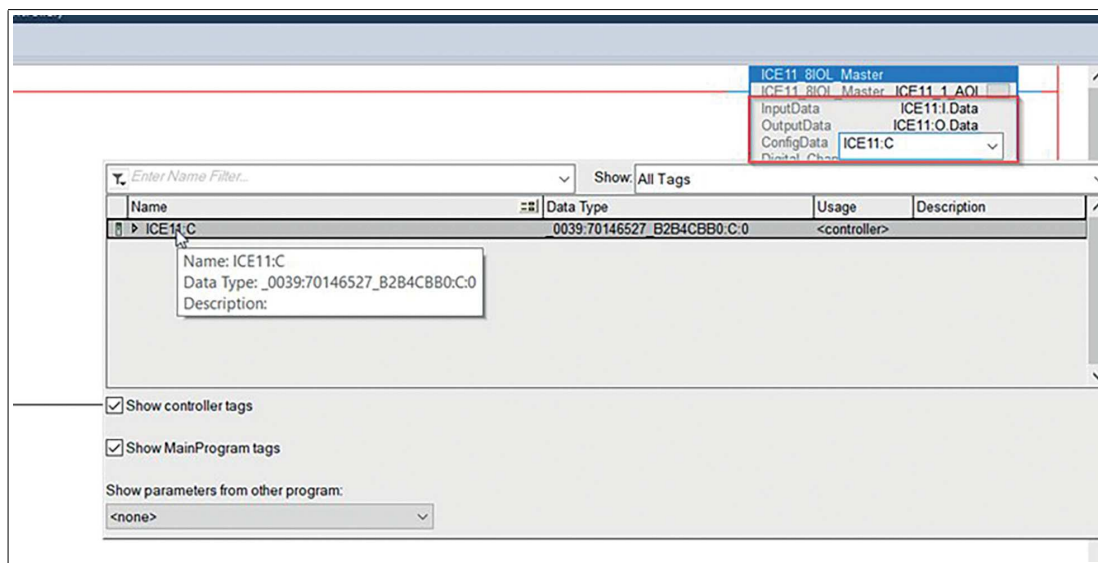 ICE11_8IOL_Master
ICE11_8IOL_Master ICE11_1_AOI
InputData ICE11:I.Data
OutputData ICE11:O.Data
ConfigData ICE11:C
Enter Name Filter...
Show: All Tags
Name Data Type Usage Description
ICE11:C _0039:70146527_B2B4CBB0:C:0 <controller>
Name: ICE11:C
Data Type: _0039:70146527_B2B4CBB0:C:0
Description:
Show controller tags
Show MainProgram tags
Show parameters from other program:
<none>